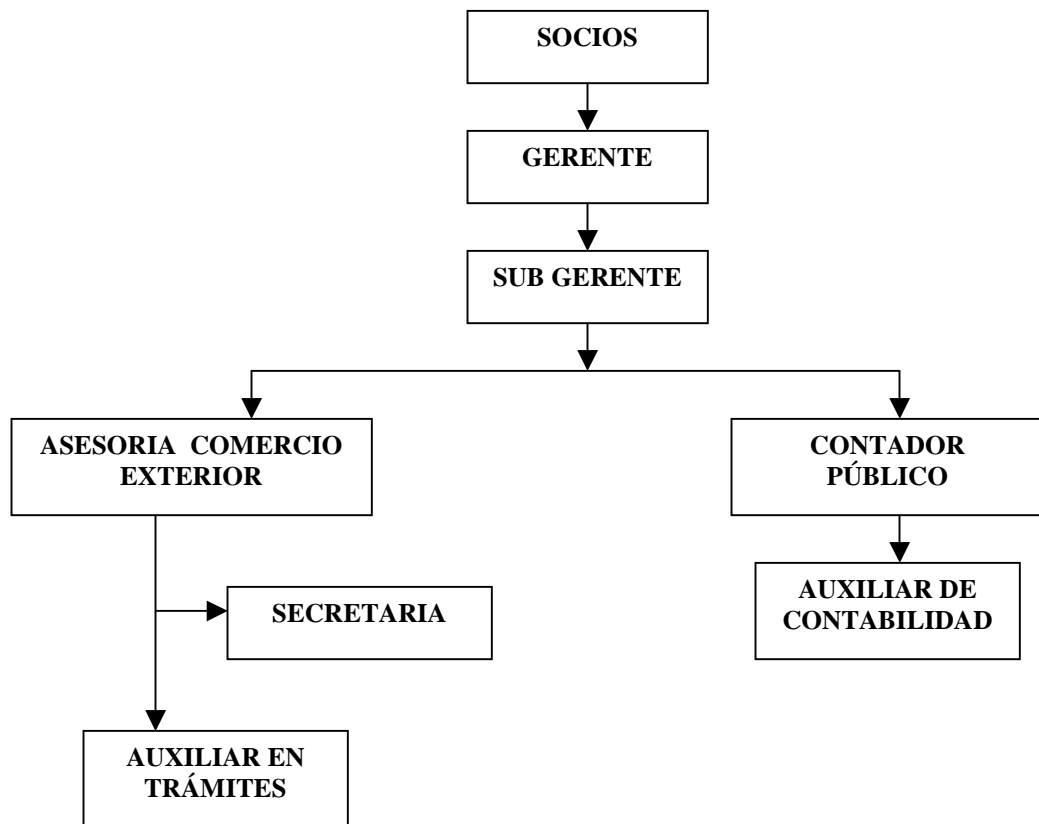 SOCIOS
GERENTE
SUB GERENTE
ASESORIA COMERCIO
EXTERIOR
CONTADOR
PÚBLICO
SECRETARIA
AUXILIAR DE
CONTABILIDAD
AUXILIAR EN
TRÁMITES